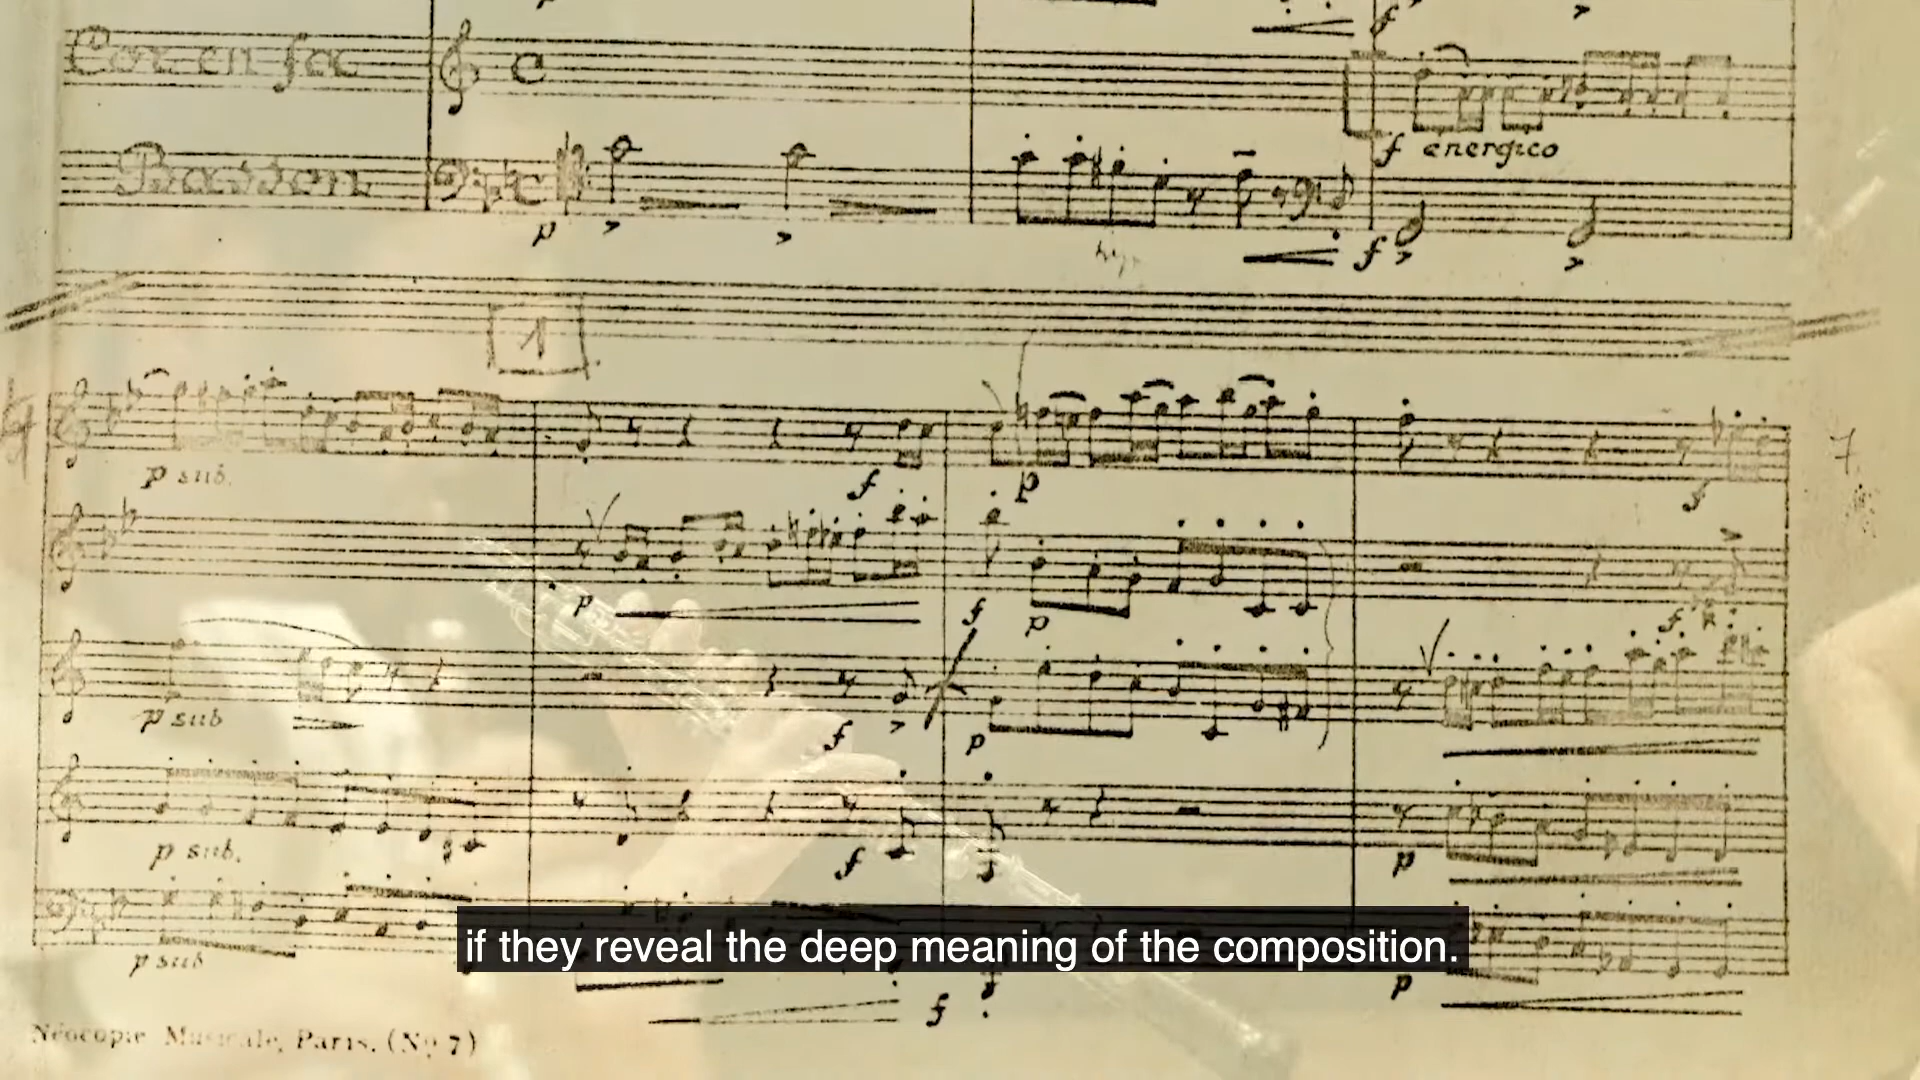 Cor en fa
f energico
Basson
p
f
1
p sub.
f
p
f
7
p
f
p
f
p sub
f
p
p sub.
f
p
p sub
if they reveal the deep meaning of the composition.
f
p
Néocopie Musicale, Paris. (No 7)